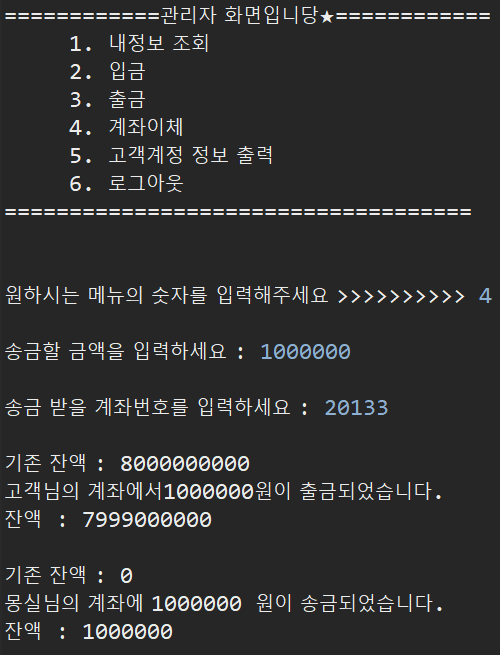 ============관리자 화면입니당★============
1. 내정보 조회
2. 입금
3. 출금
4. 계좌이체
5. 고객계정 정보 출력
6. 로그아웃
====================================
원하시는 메뉴의 숫자를 입력해주세요 >>>>>>>>>> 4
송금할 금액을 입력하세요 : 1000000
송금 받을 계좌번호를 입력하세요 : 20133
기존 잔액 : 8000000000
고객님의 계좌에서1000000원이 출금되었습니다.
잔액 : 7999000000
기존 잔액 : 0
몽실님의 계좌에 1000000 원이 송금되었습니다.
잔액 : 1000000